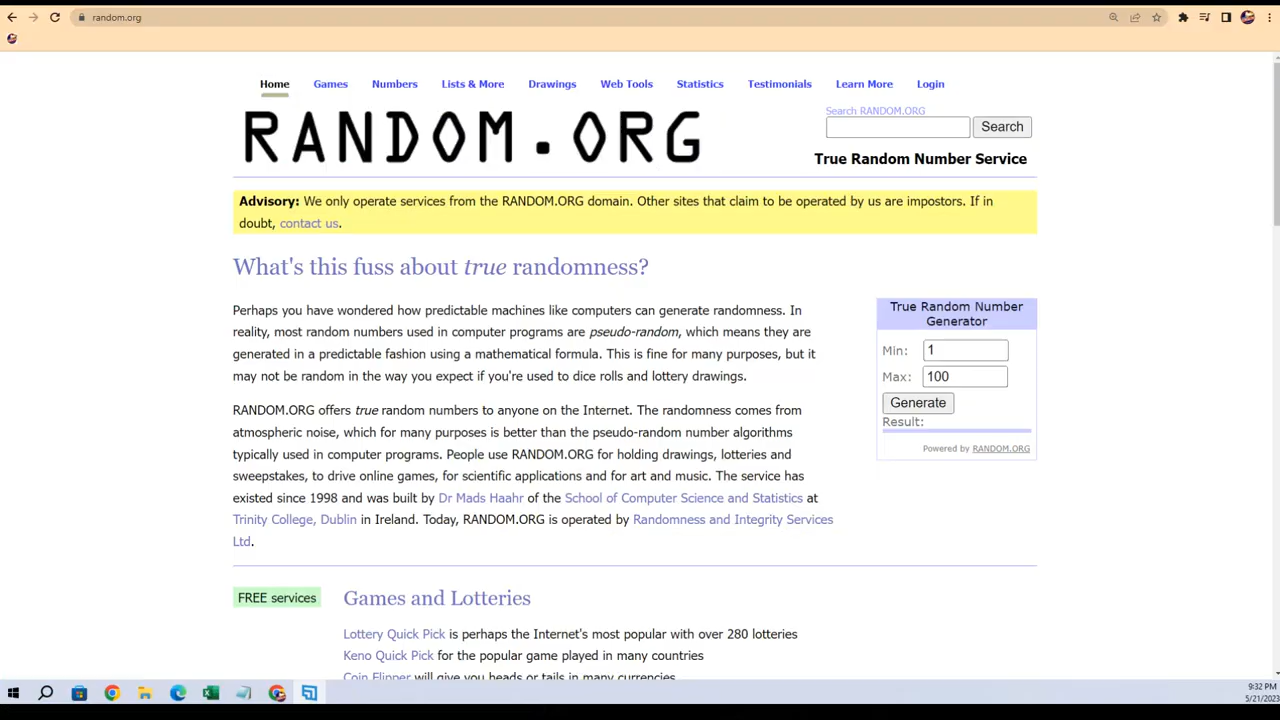 random.org
Home Games Numbers Lists & More Drawings Web Tools Statistics Testimonials Learn More Login
RANDOM.ORG
Search RANDOM.ORG
Search
True Random Number Service
Advisory: We only operate services from the RANDOM.ORG domain. Other sites that claim to be operated by us are impostors. If in
doubt, contact us.
What's this fuss about true randomness?
Perhaps you have wondered how predictable machines like computers can generate randomness. In
reality, most random numbers used in computer programs are pseudo-random, which means they are
generated in a predictable fashion using a mathematical formula. This is fine for many purposes, but it
may not be random in the way you expect if you're used to dice rolls and lottery drawings.
RANDOM.ORG offers true random numbers to anyone on the Internet. The randomness comes from
atmospheric noise, which for many purposes is better than the pseudo-random number algorithms
typically used in computer programs. People use RANDOM.ORG for holding drawings, lotteries and
sweepstakes, to drive online games, for scientific applications and for art and music. The service has
existed since 1998 and was built by Dr Mads Haahr of the School of Computer Science and Statistics at
Trinity College, Dublin in Ireland. Today, RANDOM.ORG is operated by Randomness and Integrity Services
Ltd.
True Random Number
Generator
Min: 1
Max: 100
Generate
Result:
Powered by RANDOM.ORG
FREE services
Games and Lotteries
Lottery Quick Pick is perhaps the Internet's most popular with over 280 lotteries
Keno Quick Pick for the popular game played in many countries
Coin Flipper will give you heads or tails in many currencies
9:32 PM
5/21/2023